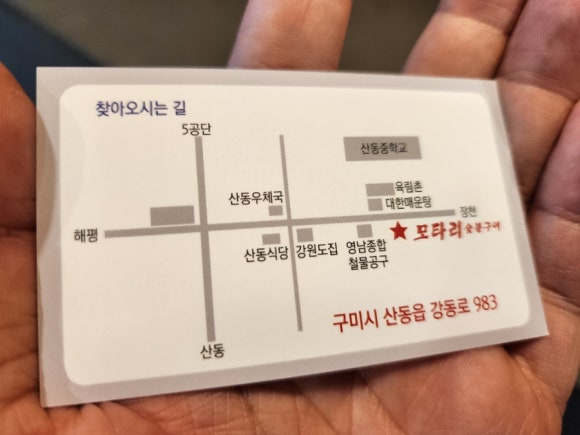 찾아오시는 길
5공단
산동중학교
산동우체국
육림촌
대한매운탕
장천
해평
모타리 숯불구이
산동식당
강원도집
영남종합
철물공구
구미시 산동읍 강동로 983
산동